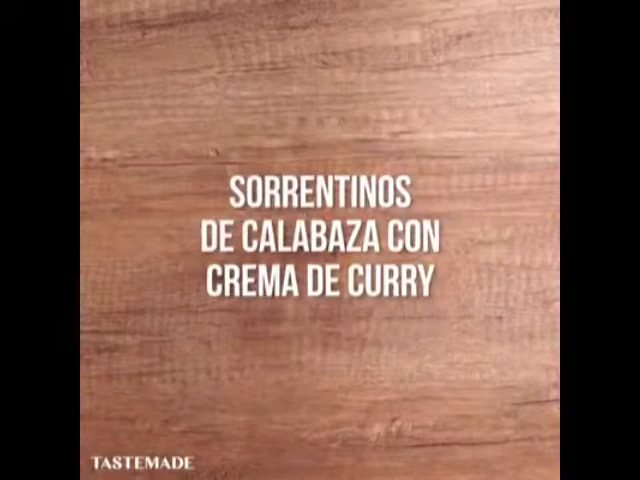 SORRENTINOS
DE CALABAZA CON
CREMA DE CURRY
TASTEMADE